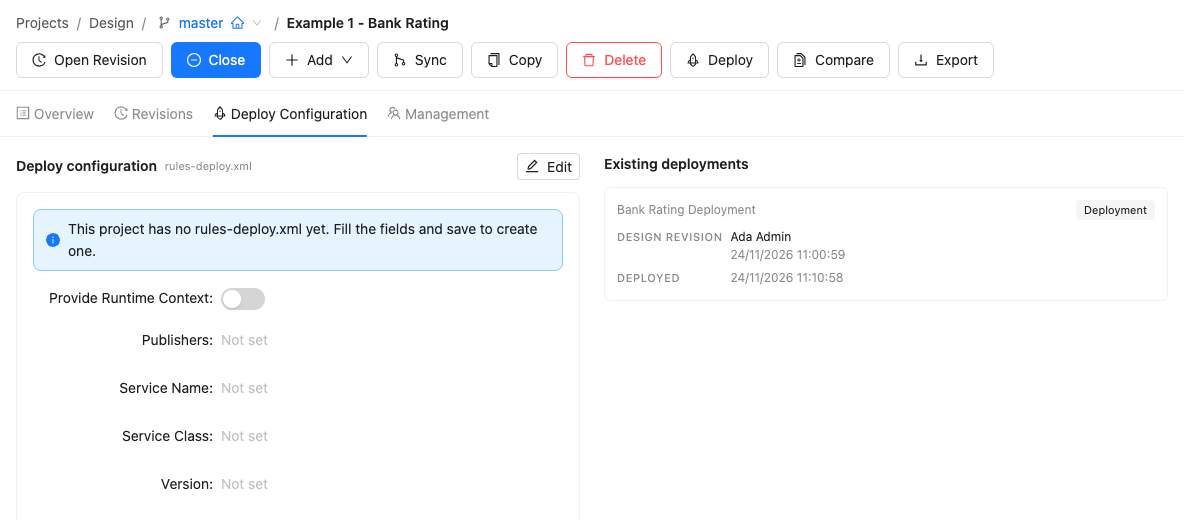 Projects / Design / master / Example 1 - Bank Rating
Open Revision Close Add Sync Copy Delete Deploy Compare Export
Overview Revisions Deploy Configuration Management
Deploy configuration rules-deploy.xml Edit
This project has no rules-deploy.xml yet. Fill the fields and save to create
one.
Provide Runtime Context:
Publishers: Not set
Service Name: Not set
Service Class: Not set
Version: Not set
Existing deployments
Bank Rating Deployment Deployment
DESIGN REVISION Ada Admin
24/11/2026 11:00:59
DEPLOYED 24/11/2026 11:10:58